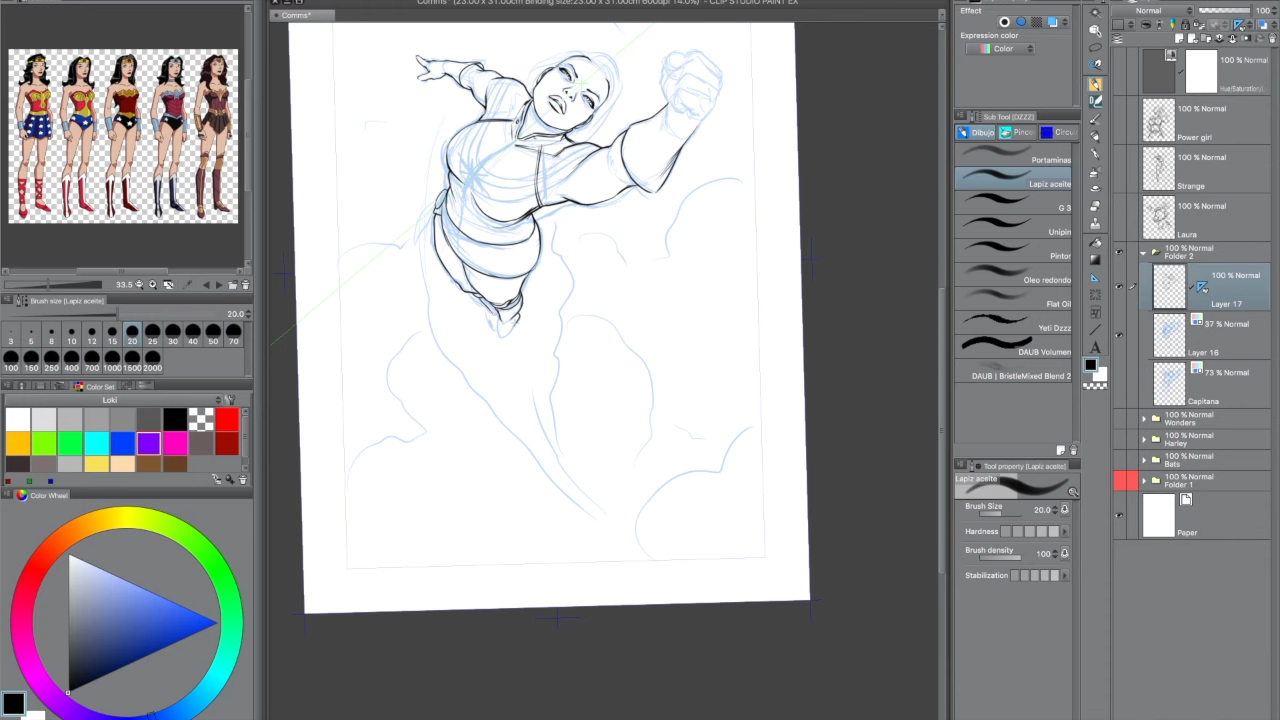 Comms* (23.00 x 31.00cm Binding size:23.00 x 31.00cm 600dpi 14.0%) - CLIP STUDIO PAINT EX
Comms*
33.5
Brush size [Lapiz aceite]
20.0
3 5 8 10 12 15 20 25 30 40 50 70
100 150 250 400 700 1000 1500 2000
Color Set
Loki
Color Wheel
Effect
Expression color
Color
Sub Tool [DZZZ]
Dibujo Pince Circu
Portaminas
Lapiz aceite
G 3
Unipin
Pintor
Oleo redondo
Flat Oil
Yeti Dzzz
DAUB Volumen
DAUB | BristleMixed Blend 2
Tool property [Lapiz aceite]
Lapiz aceite
Brush Size 20.0
Hardness
Brush density 100
Stabilization
Normal 100
100 % Normal
Hue/Saturation/L
100 % Normal
Power girl
100 % Normal
Strange
100 % Normal
Laura
100 % Normal
Folder 2
100 % Normal
Layer 17
37 % Normal
Layer 16
73 % Normal
Capitana
100 % Normal
Wonders
100 % Normal
Harley
100 % Normal
Bats
100 % Normal
Folder 1
Paper